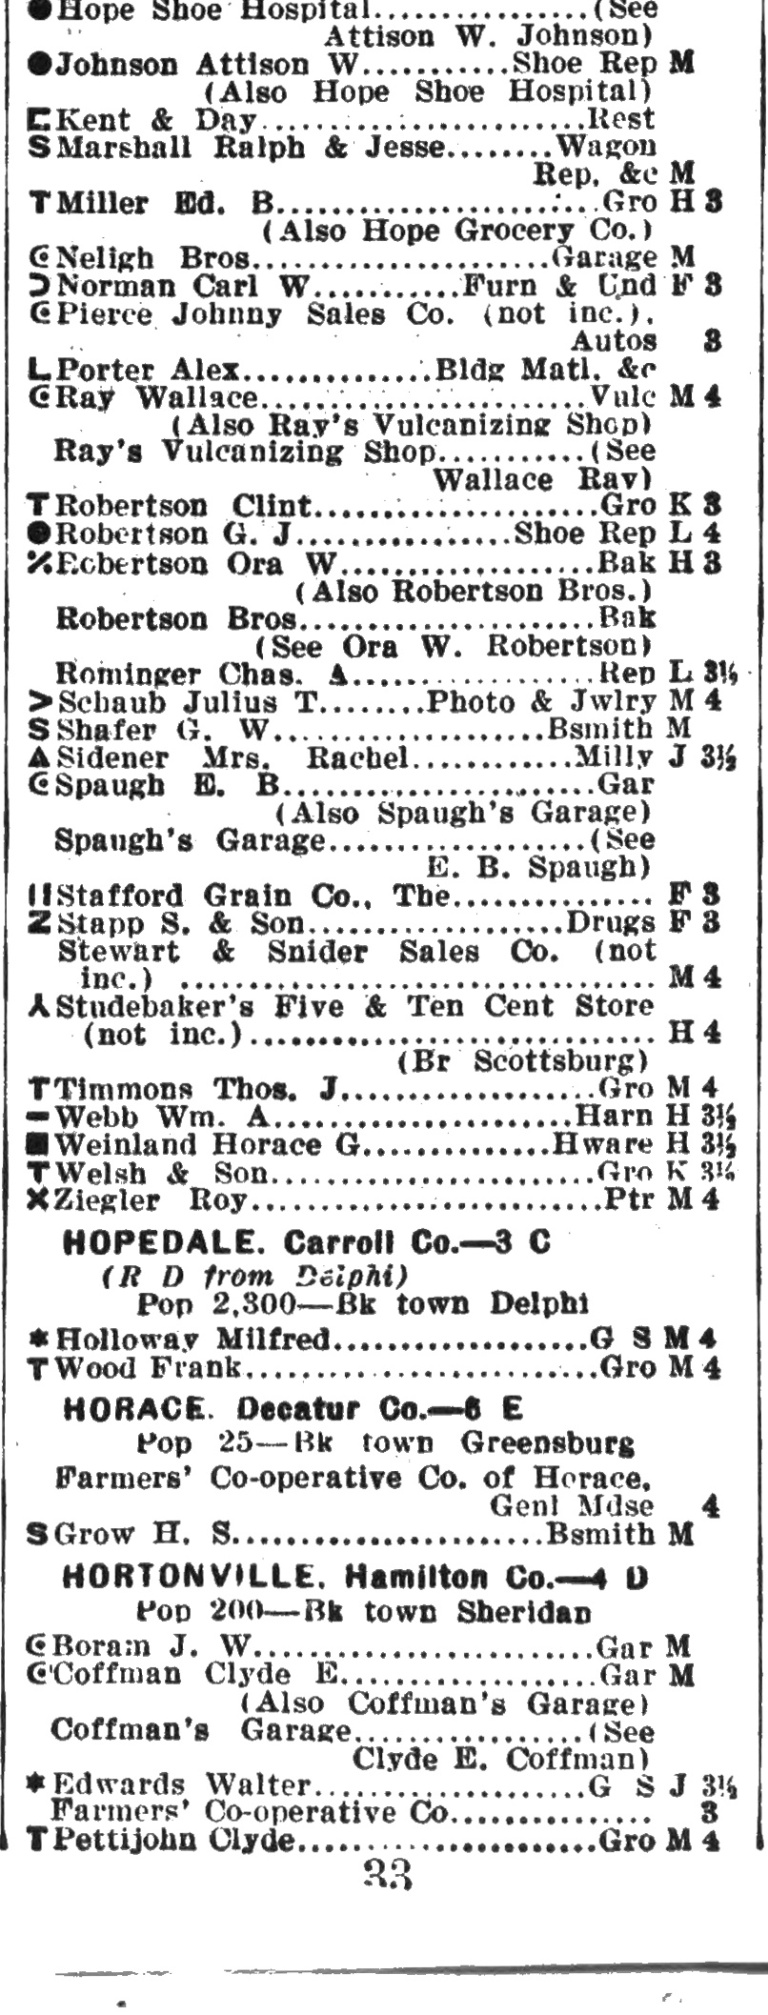 ●Hope Shoe Hospital................(See
Attison W. Johnson)
●Johnson Attison W...........Shoe Rep M
(Also Hope Shoe Hospital)
Kent & Day.........................Rest
S Marshall Ralph & Jesse........Wagon
Rep. &c M
T Miller Ed. B.........................Gro H 3
(Also Hope Grocery Co.)
Neligh Bros.......................Garage M
Norman Carl W...........Furn & Und F 3
Pierce Johnny Sales Co. (not inc.).
Autos 3
L Porter Alex...............Bldg Matl. &c
Ray Wallace.........................Vulc M 4
(Also Ray's Vulcanizing Shop)
Ray's Vulcanizing Shop...........(See
Wallace Ray)
T Robertson Clint......................Gro K 3
●Robertson G. J................Shoe Rep L 4
Robertson Ora W....................Bak H 3
(Also Robertson Bros.)
Robertson Bros.......................Bak
(See Ora W. Robertson)
Rominger Chas. A...................Rep L 3½
>Schaub Julius T........Photo & Jwlry M 4
S Shafer G. W.....................Bsmith M
▲Sidener Mrs. Rachel............Milly J 3½
Spaugh E. B........................Gar
(Also Spaugh's Garage)
Spaugh's Garage....................(See
E. B. Spaugh)
Stafford Grain Co., The............... F 3
Z Stapp S. & Son...................Drugs F 3
Stewart & Snider Sales Co. (not
inc.) .................................... M 4
Studebaker's Five & Ten Cent Store
(not inc.)............................... H 4
(Br Scottsburg)
T Timmons Thos. J....................Gro M 4
━Webb Wm. A.......................Harn H 3½
■Weinland Horace G..............Hware H 3½
T Welsh & Son.........................Gro K 3½
✕Ziegler Roy...........................Ptr M 4
HOPEDALE. Carroll Co.—3 C
(R D from Delphi)
Pop 2,300—Bk town Delphi
*Holloway Milfred....................G S M 4
T Wood Frank...........................Gro M 4
HORACE. Decatur Co.—6 E
Pop 25—Bk town Greensburg
Farmers' Co-operative Co. of Horace,
Genl Mdse 4
S Grow H. S........................Bsmith M
HORTONVILLE. Hamilton Co.—4 D
Pop 200—Bk town Sheridan
Borain J. W..........................Gar M
Coffman Clyde E....................Gar M
(Also Coffman's Garage)
Coffman's Garage..................(See
Clyde E. Coffman)
*Edwards Walter.....................G S J 3½
Farmers' Co-operative Co................ 3
T Pettijohn Clyde.......................Gro M 4
33